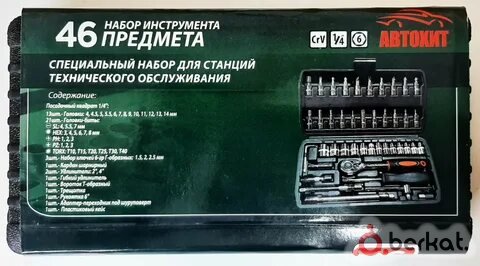 46 НАБОР ИНСТРУМЕНТА
ПРЕДМЕТА
CrV
1/4
6
АВТОХИТ
СПЕЦИАЛЬНЫЙ НАБОР ДЛЯ СТАНЦИЙ
ТЕХНИЧЕСКОГО ОБСЛУЖИВАНИЯ
Содержание:
Посадочный квадрат 1/4":
13шт.- Головки: 4, 4.5, 5, 5.5, 6, 7, 8, 9, 10, 11, 12, 13, 14 мм
21шт.- Головки-биты:
SL: 4, 5.5, 7 мм
HEX: 3, 4, 5, 6, 7, 8 мм
PH: 1, 2, 3
PZ: 1, 2, 3
TORX: T10, T15, T20, T25, T30, T40
3шт.- Набор ключей 6-гр Г-образных: 1.5, 2, 2.5 мм
1шт.- Кардан шарнирный
2шт.- Удлинитель: 2", 4"
1шт.- Гибкий удлинитель
1шт.- Вороток Т-образный
1шт.- Трещотка
1шт.- Рукоятка 6"
1шт.- Адаптер-переходник под шуруповерт
1шт.- Пластиковый кейс
berkat.